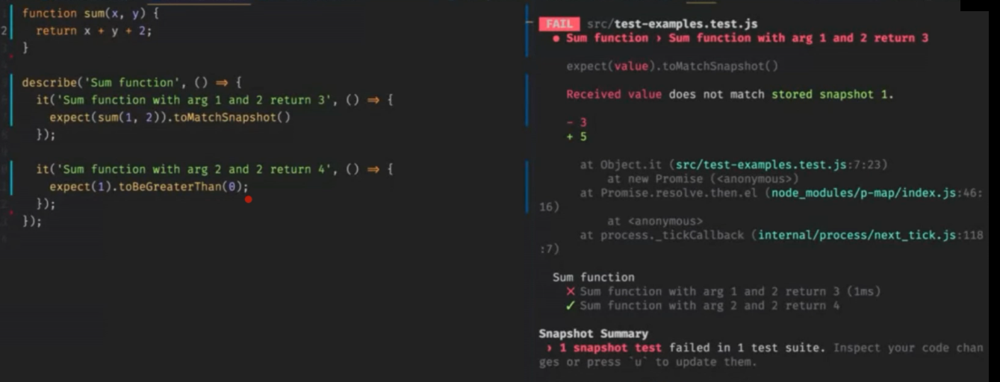 function sum(x, y) {
2 return x + y + 2;
}
describe('Sum function', () => {
it('Sum function with arg 1 and 2 return 3', () => {
expect(sum(1, 2)).toMatchSnapshot()
});
it('Sum function with arg 2 and 2 return 4', () => {
expect(1).toBeGreaterThan(0);
});
});
FAIL src/test-examples.test.js
● Sum function › Sum function with arg 1 and 2 return 3
expect(value).toMatchSnapshot()
Received value does not match stored snapshot 1.
- 3
+ 5
at Object.it (src/test-examples.test.js:7:23)
at new Promise (<anonymous>)
at Promise.resolve.then.el (node_modules/p-map/index.js:46:
16)
at <anonymous>
at process._tickCallback (internal/process/next_tick.js:118
:7)
Sum function
✕ Sum function with arg 1 and 2 return 3 (1ms)
✓ Sum function with arg 2 and 2 return 4
Snapshot Summary
› 1 snapshot test failed in 1 test suite. Inspect your code chan
ges or press `u` to update them.